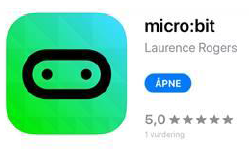 micro:bit
Laurence Rogers
ÅPNE
5,0 ★★★★★
1 vurdering